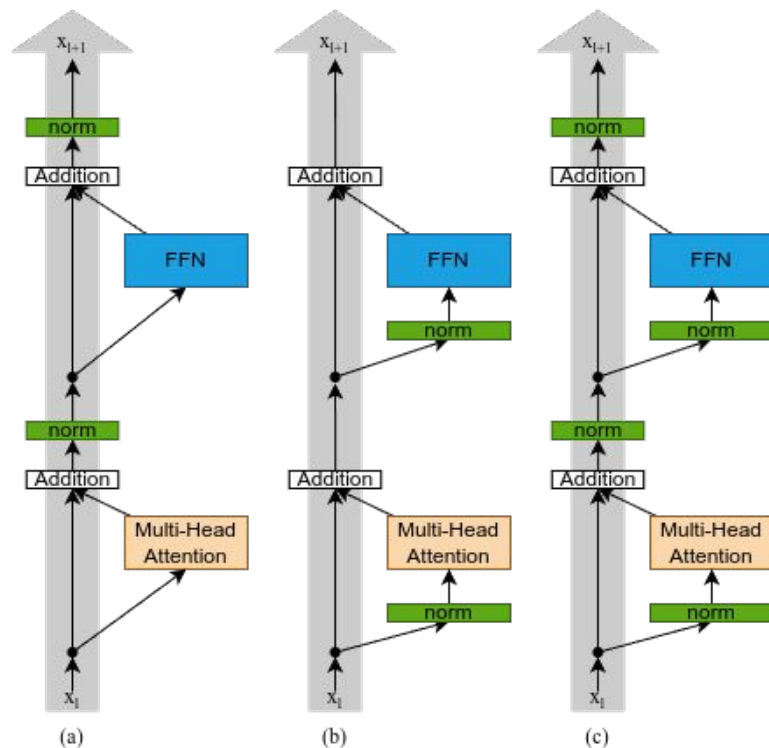 x_{l+1}
norm
Addition
FFN
norm
Addition
Multi-Head
Attention
x_l
(a)
x_{l+1}
Addition
FFN
norm
Addition
Multi-Head
Attention
norm
x_l
(b)
x_{l+1}
norm
Addition
FFN
norm
norm
Addition
Multi-Head
Attention
norm
x_l
(c)